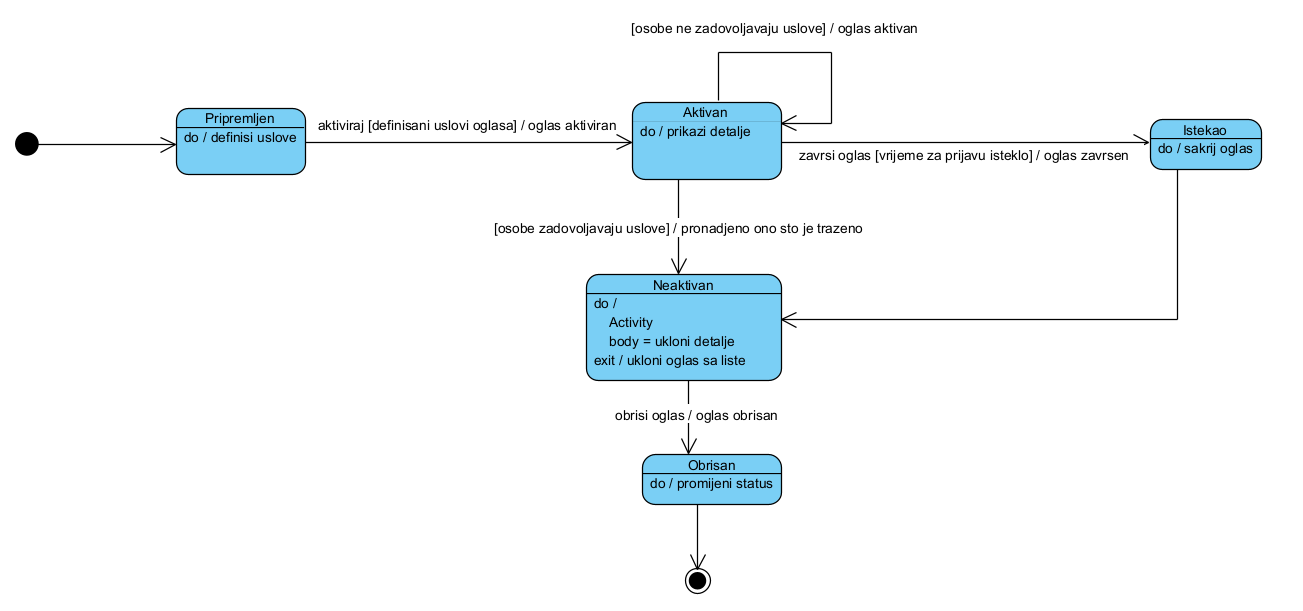 [osobe ne zadovoljavaju uslove] / oglas aktivan
Pripremljen
do / definisi uslove
aktiviraj [definisani uslovi oglasa] / oglas aktiviran
Aktivan
do / prikazi detalje
zavrsi oglas [vrijeme za prijavu isteklo] / oglas zavrsen
Istekao
do / sakrij oglas
[osobe zadovoljavaju uslove] / pronadjeno ono sto je trazeno
Neaktivan
do /
Activity
body = ukloni detalje
exit / ukloni oglas sa liste
obrisi oglas / oglas obrisan
Obrisan
do / promijeni status